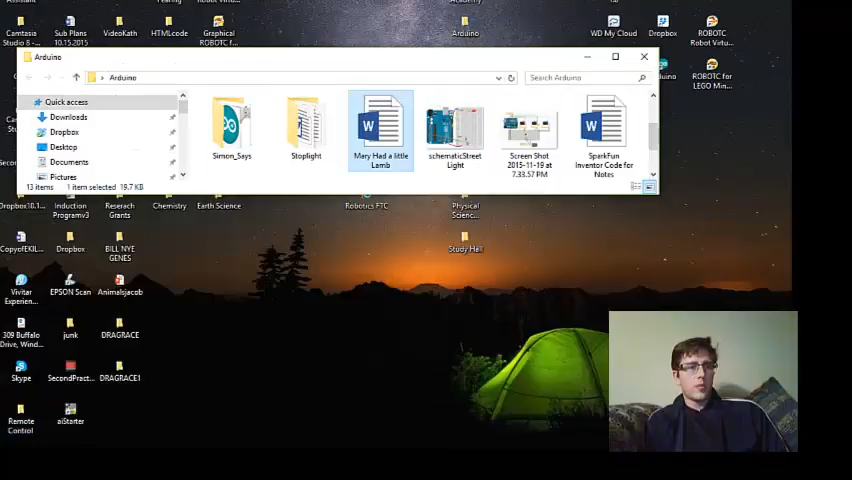 Assistant
Pearing
Camtasia
Studio 8 -...
Sub Plans
10.15.2015
VideoKath
HTMLcode
Graphical
ROBOTC f...
Arduino
WD My Cloud
Dropbox
ROBOTC
Robot Virtu...
Arduino
Arduino
Search Arduino
ROBOTC for
LEGO Min...
Quick access
Downloads
Dropbox
Desktop
Documents
Pictures
Simon_Says
Stoplight
Mary Had a little
Lamb
schematicStreet
Light
Screen Shot
2015-11-19 at
7.33.57 PM
SparkFun
Inventor Code for
Notes
13 items
1 item selected
19.7 KB
Dropbox10.1...
Induction
Programv3
Reserach
Grants
Chemistry
Earth Science
Robotics FTC
Physical
Scienc...
CopyofEKIL...
Dropbox
BILL NYE
GENES
Study Hall
Vivitar
Experien...
EPSON Scan
Animalsjacob
309 Buffalo
Drive, Wind...
junk
DRAGRACE
Skype
SecondPract...
DRAGRACE1
Remote
Control
aiStarter